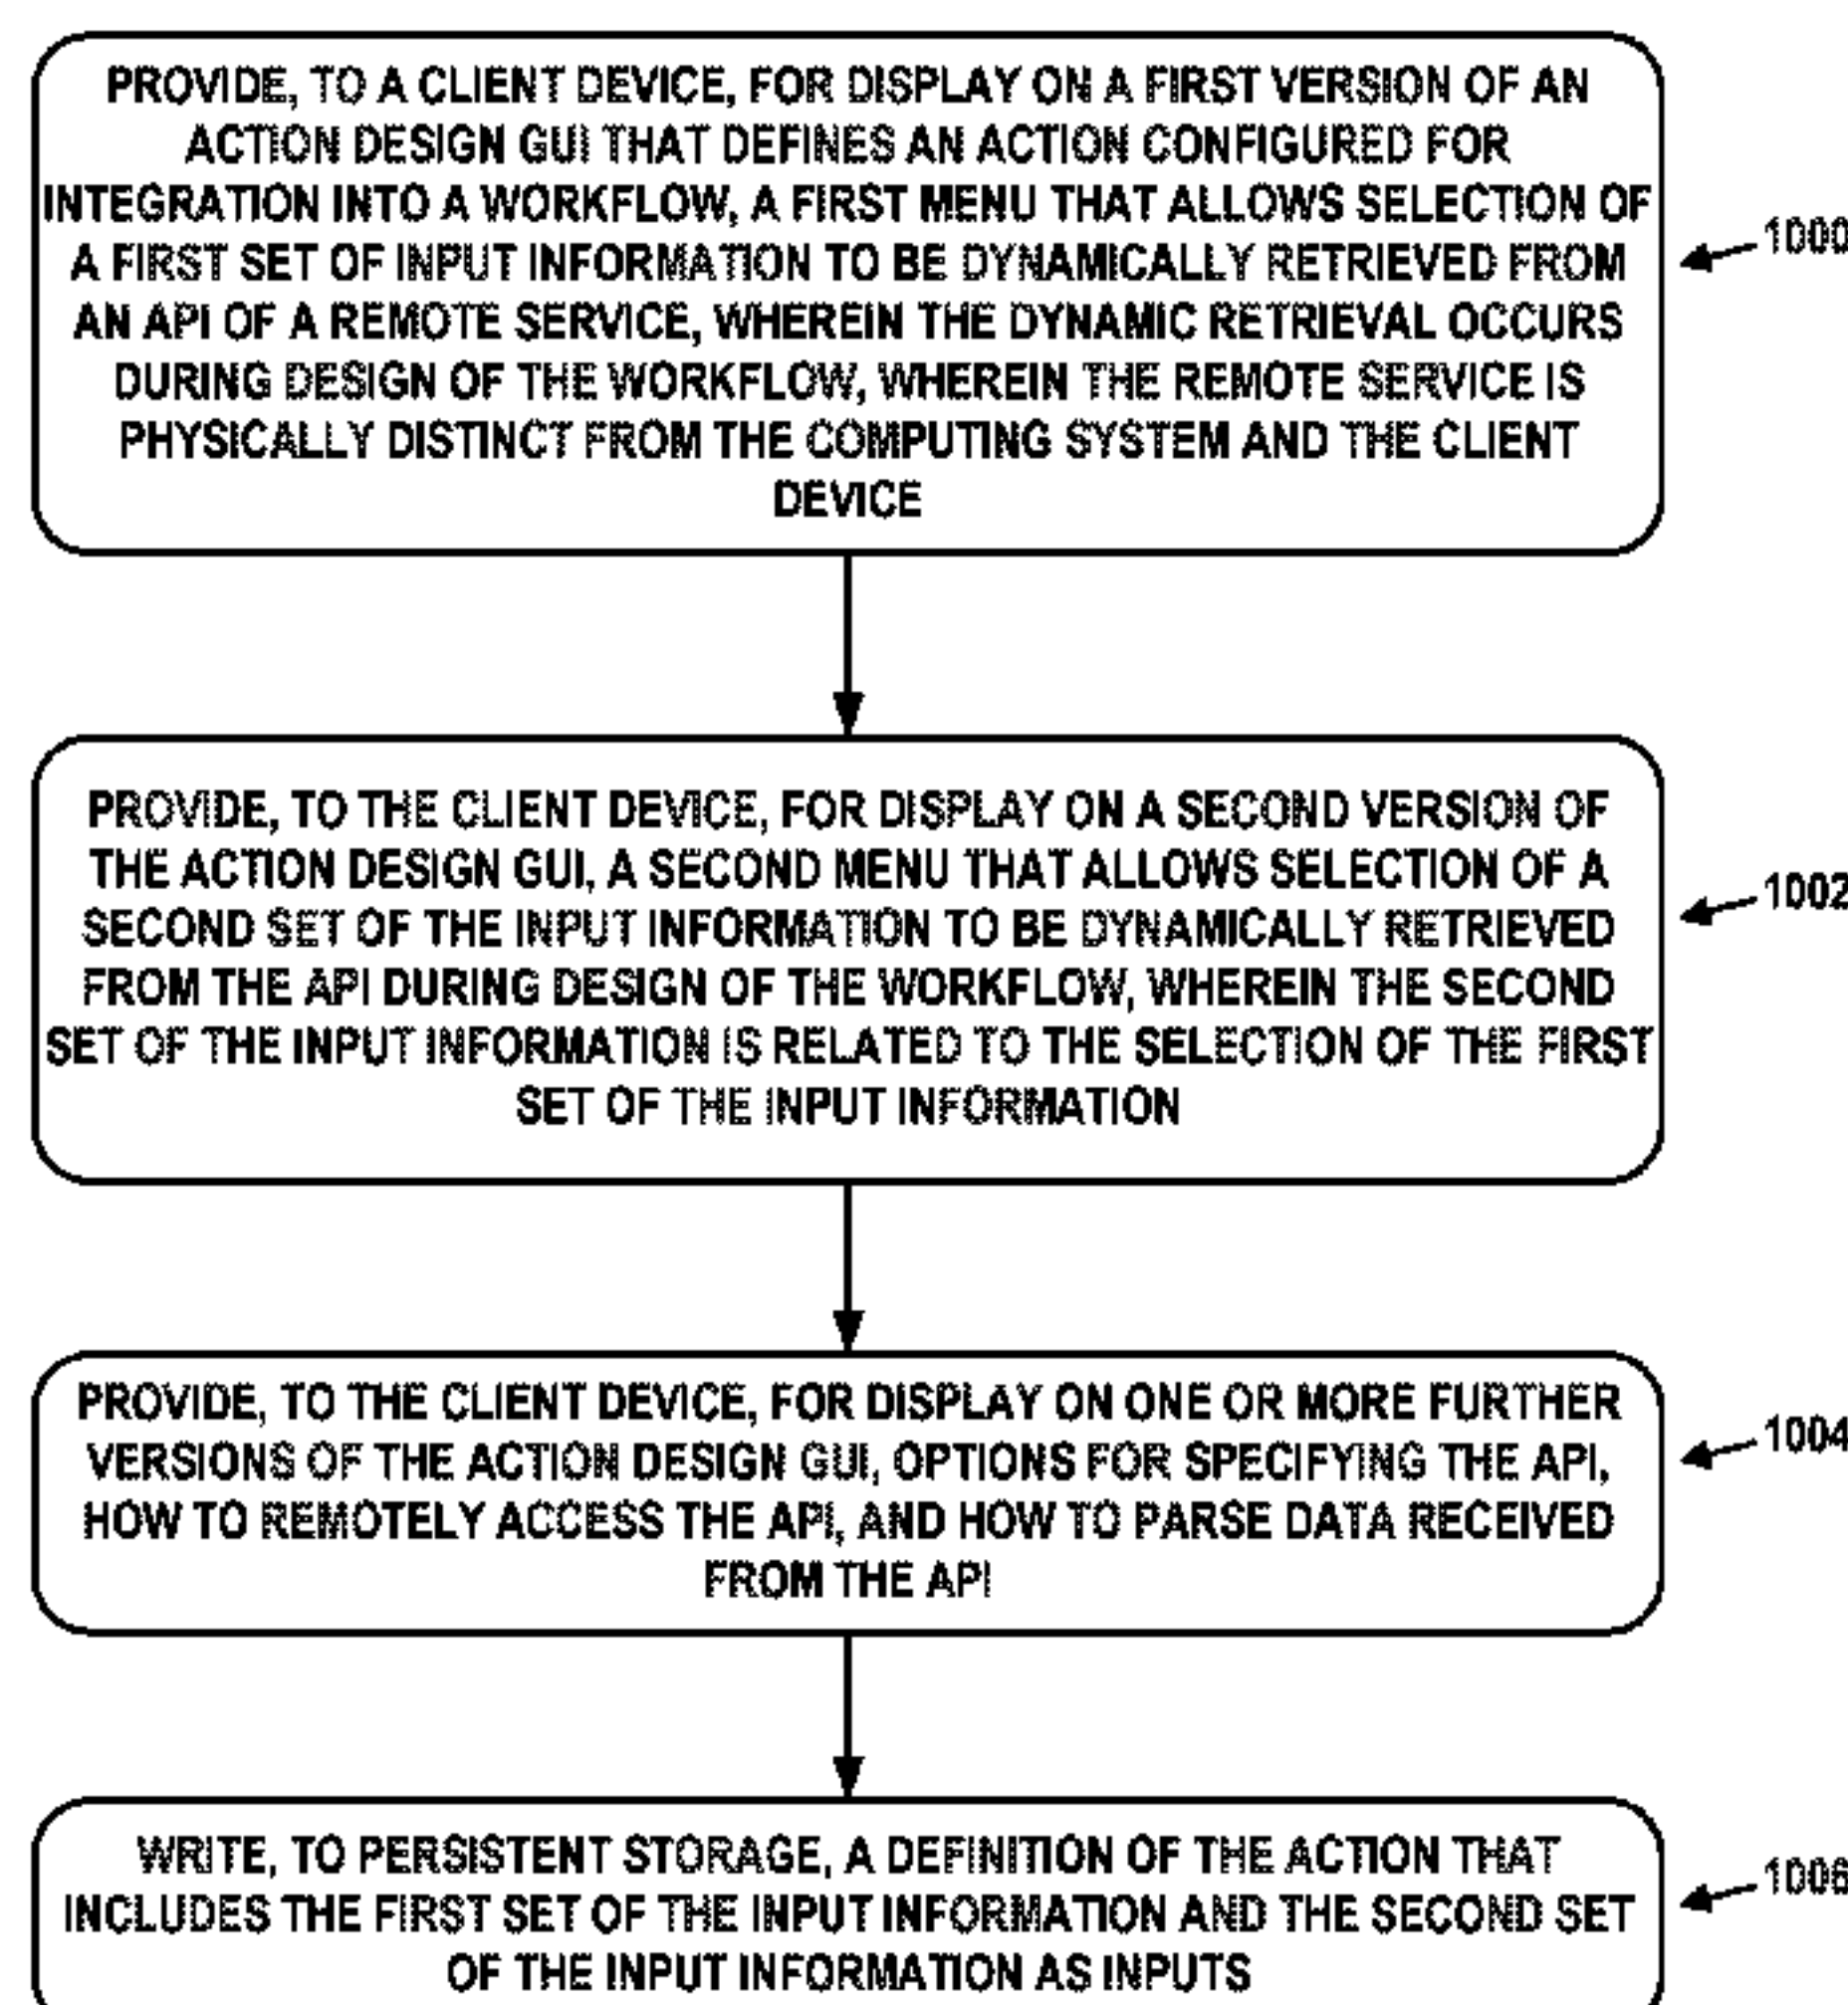 PROVIDE, TO A CLIENT DEVICE, FOR DISPLAY ON A FIRST VERSION OF AN
ACTION DESIGN GUI THAT DEFINES AN ACTION CONFIGURED FOR
INTEGRATION INTO A WORKFLOW, A FIRST MENU THAT ALLOWS SELECTION OF
A FIRST SET OF INPUT INFORMATION TO BE DYNAMICALLY RETRIEVED FROM
AN API OF A REMOTE SERVICE, WHEREIN THE DYNAMIC RETRIEVAL OCCURS
DURING DESIGN OF THE WORKFLOW, WHEREIN THE REMOTE SERVICE IS
PHYSICALLY DISTINCT FROM THE COMPUTING SYSTEM AND THE CLIENT
DEVICE
1000
PROVIDE, TO THE CLIENT DEVICE, FOR DISPLAY ON A SECOND VERSION OF
THE ACTION DESIGN GUI, A SECOND MENU THAT ALLOWS SELECTION OF A
SECOND SET OF THE INPUT INFORMATION TO BE DYNAMICALLY RETRIEVED
FROM THE API DURING DESIGN OF THE WORKFLOW, WHEREIN THE SECOND
SET OF THE INPUT INFORMATION IS RELATED TO THE SELECTION OF THE FIRST
SET OF THE INPUT INFORMATION
1002
PROVIDE, TO THE CLIENT DEVICE, FOR DISPLAY ON ONE OR MORE FURTHER
VERSIONS OF THE ACTION DESIGN GUI, OPTIONS FOR SPECIFYING THE API,
HOW TO REMOTELY ACCESS THE API, AND HOW TO PARSE DATA RECEIVED
FROM THE API
1004
WRITE, TO PERSISTENT STORAGE, A DEFINITION OF THE ACTION THAT
INCLUDES THE FIRST SET OF THE INPUT INFORMATION AND THE SECOND SET
OF THE INPUT INFORMATION AS INPUTS
1006